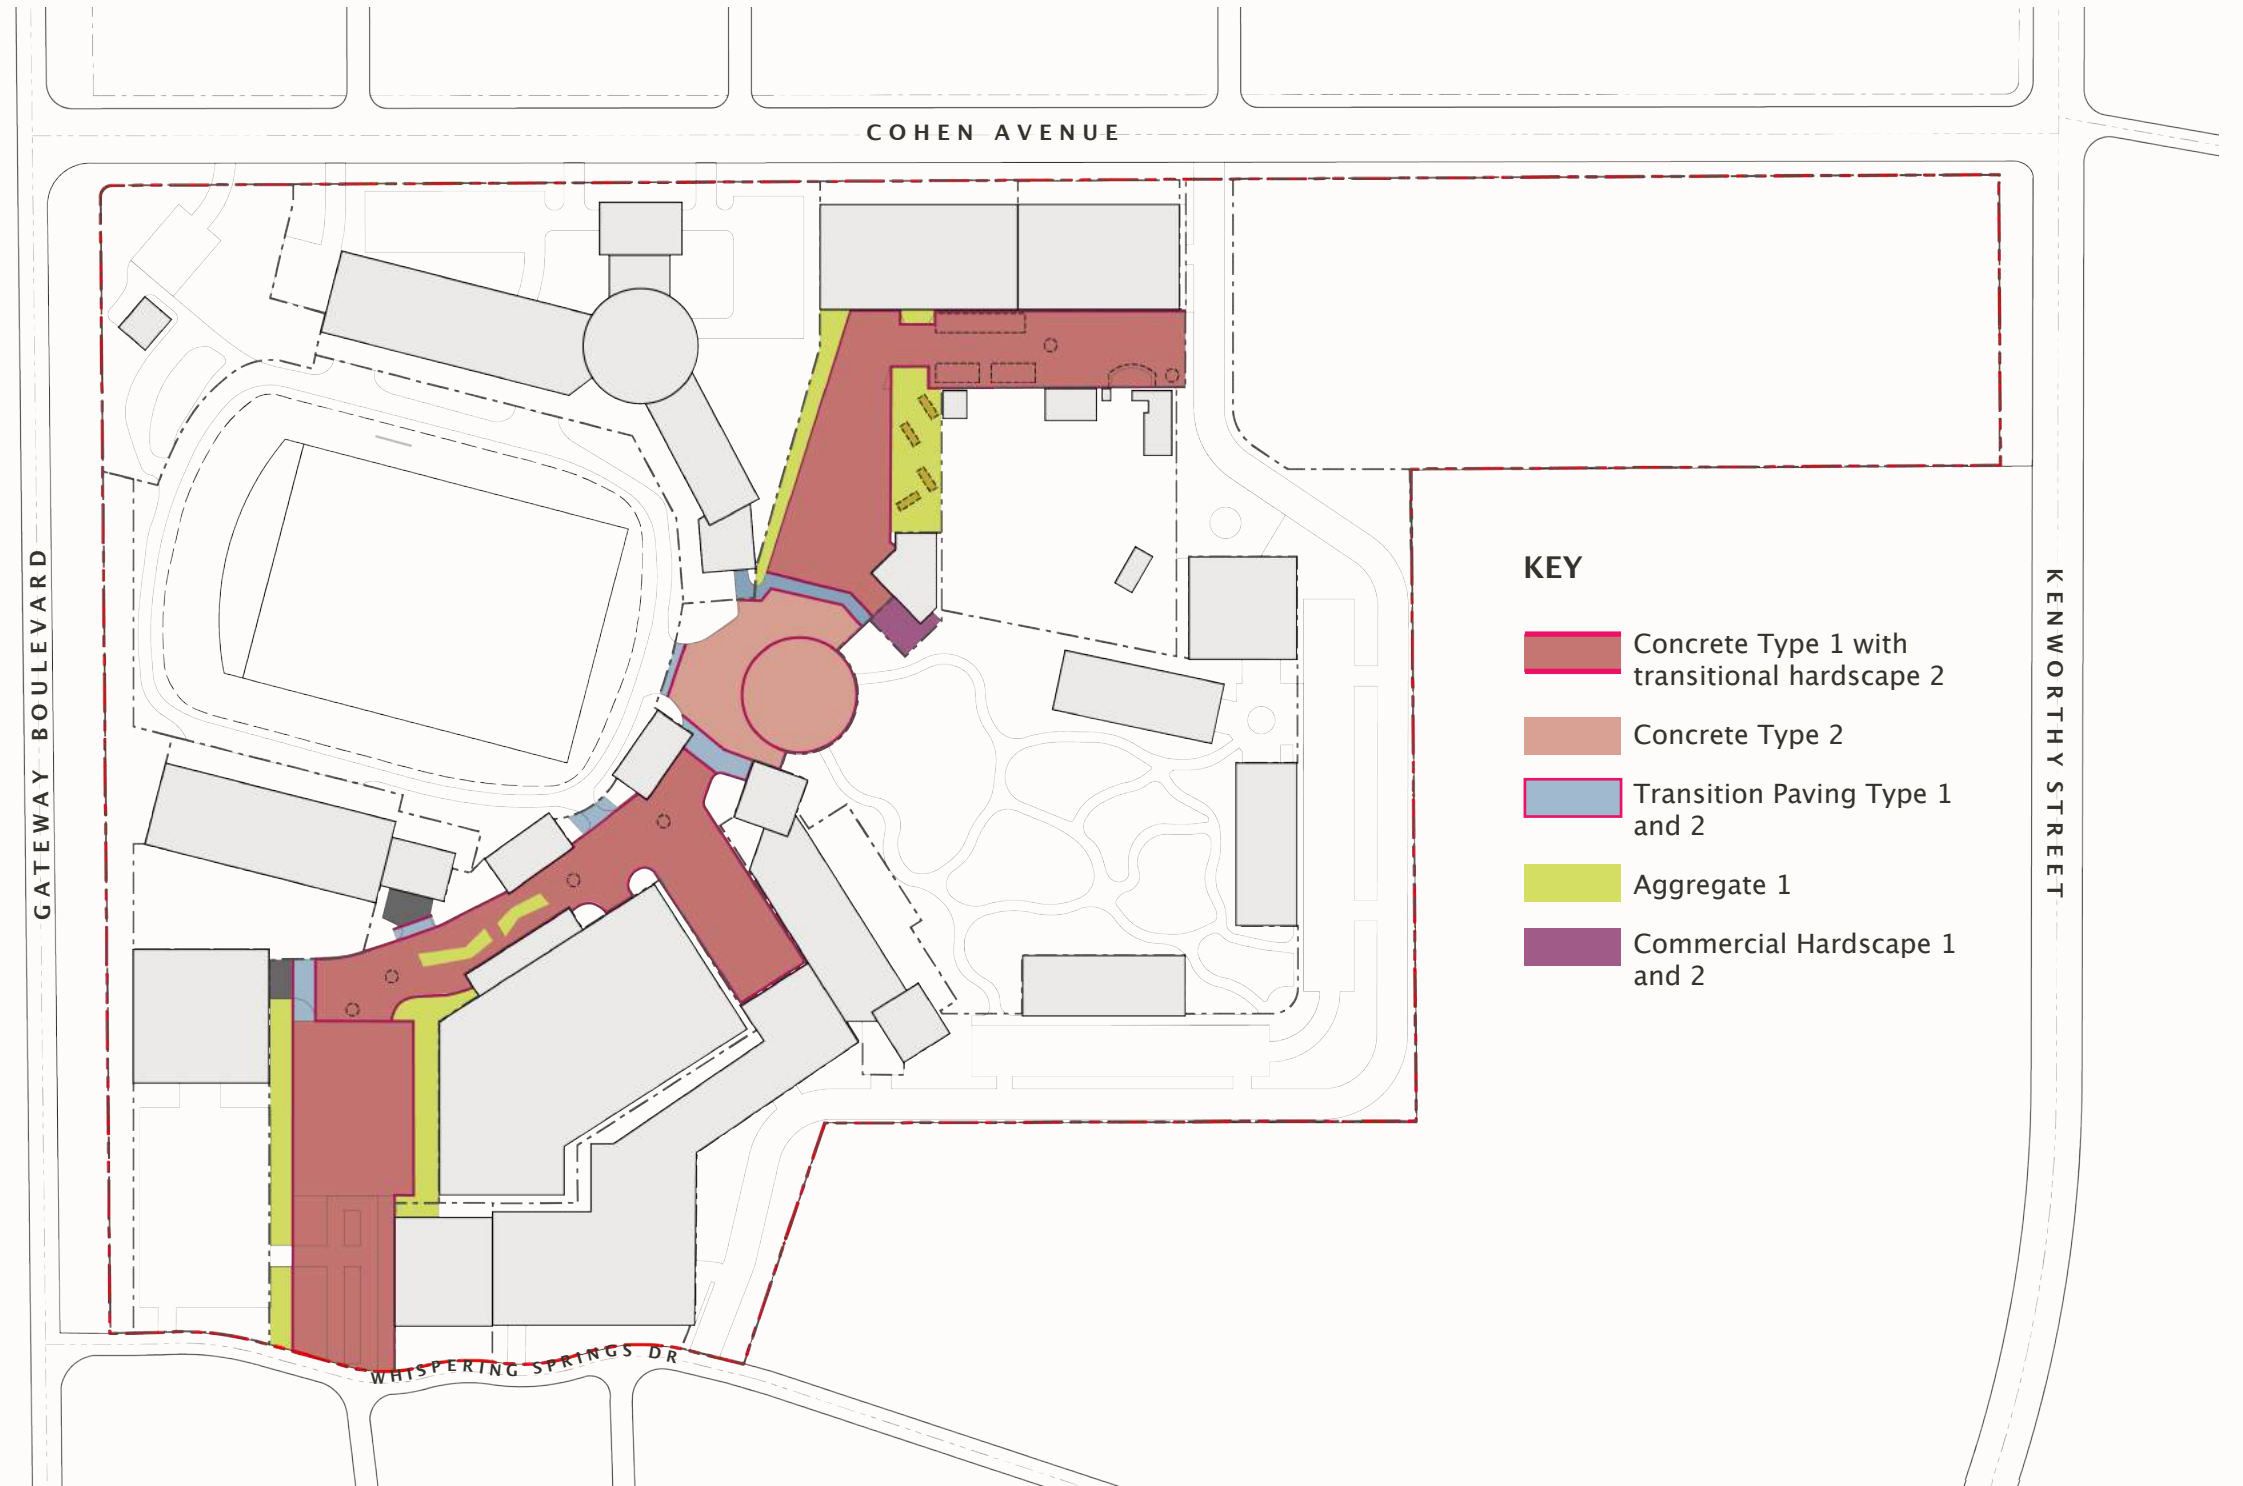 COHEN AVENUE
GATEWAY BOULEVARD
KENWORTHY STREET
KEY
Concrete Type 1 with
transitional hardscape 2
Concrete Type 2
Transition Paving Type 1
and 2
Aggregate 1
Commercial Hardscape 1
and 2
WHISPERING SPRINGS DR